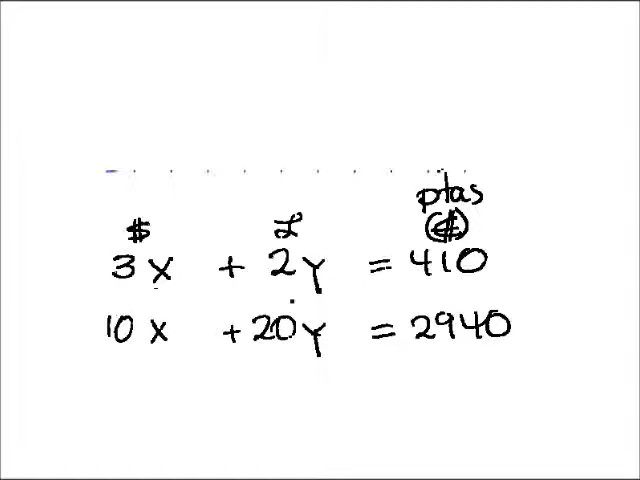 ptas
$ £ (₡)
3x + 2y = 410
10x + 20y = 2940